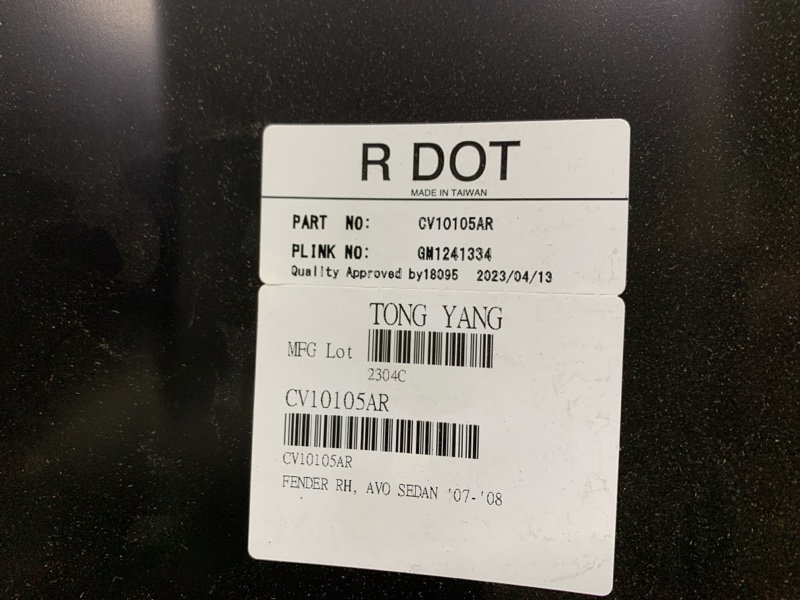 R DOT
MADE IN TAIWAN
PART NO: CV10105AR
PLINK NO: GM1241334
Quality Approved by18095 2023/04/13
TONG YANG
MFG Lot
2304C
CV10105AR
CV10105AR
FENDER RH, AVO SEDAN '07-'08